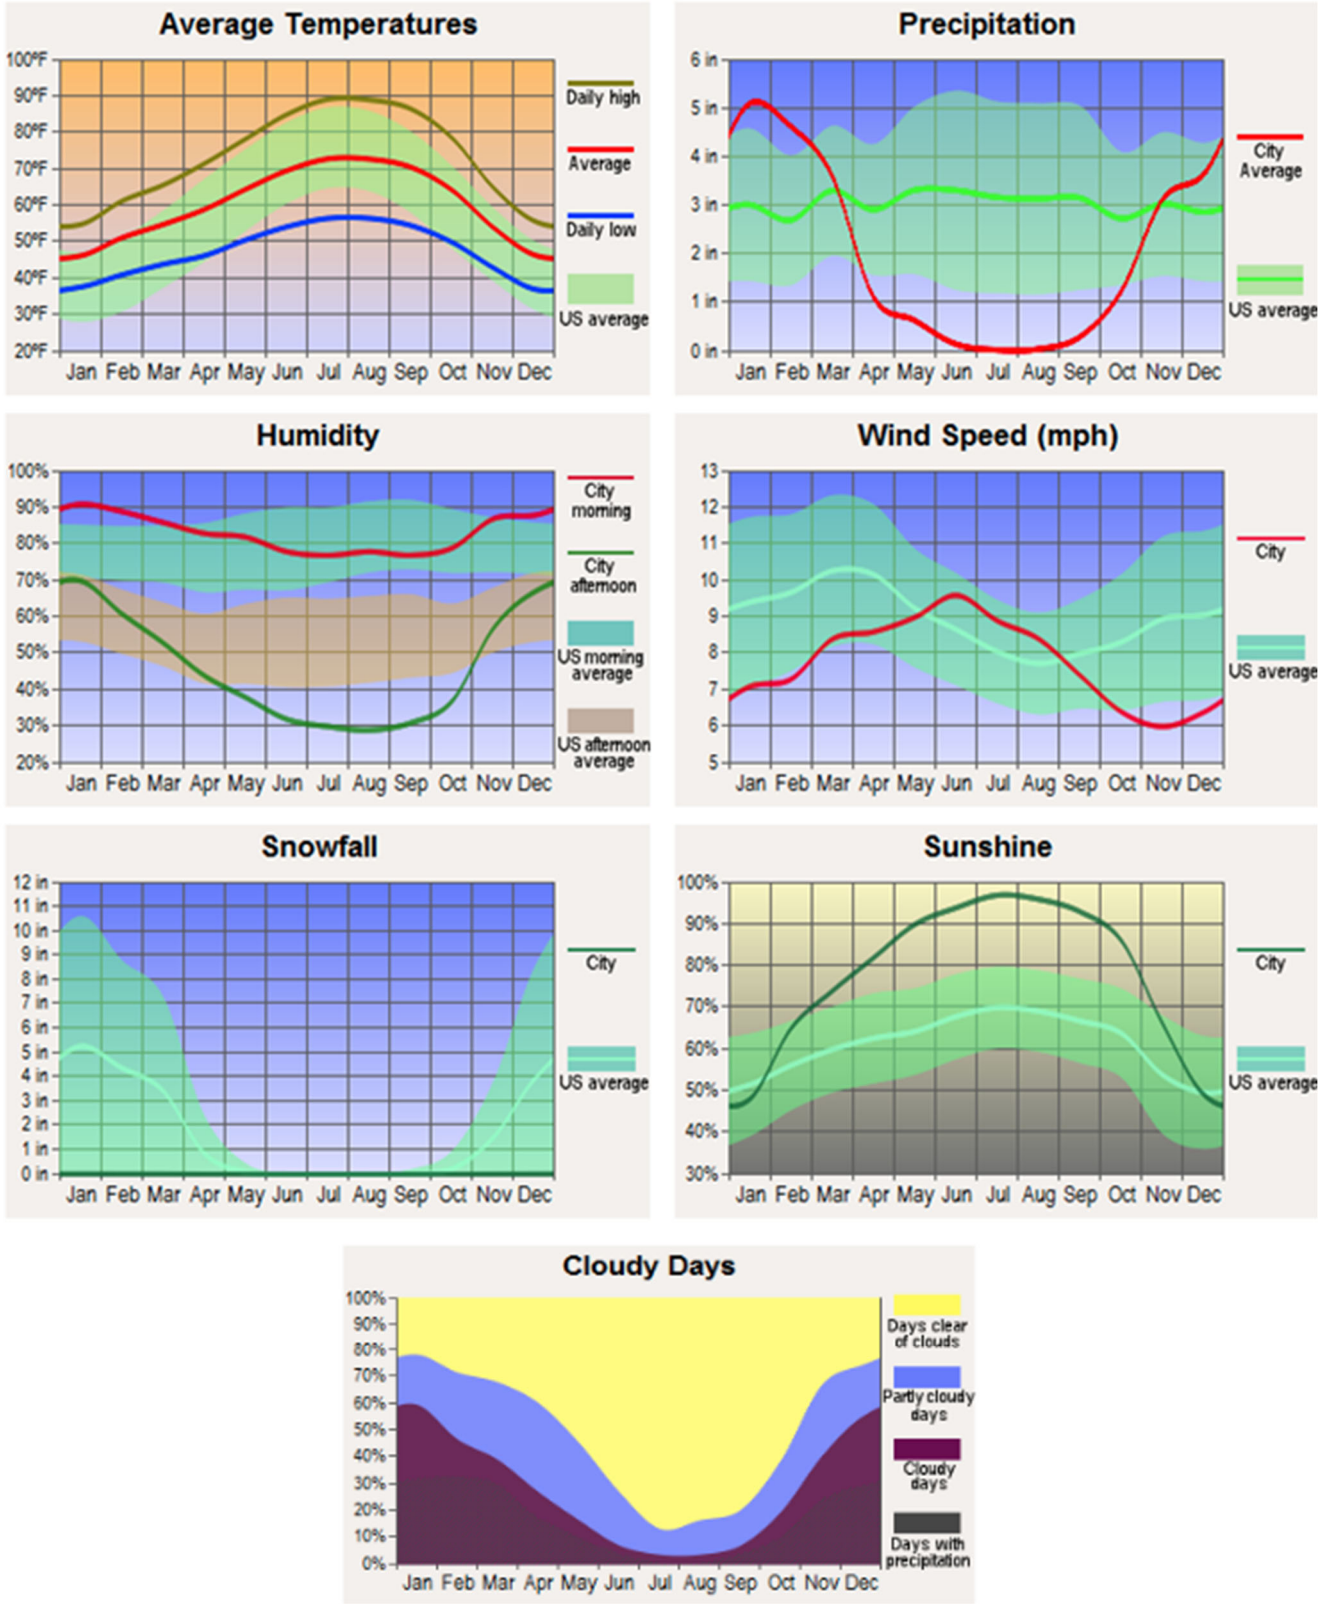 Average Temperatures
100ºF
90ºF
80ºF
70ºF
60ºF
50ºF
40ºF
30ºF
20ºF
Jan Feb Mar Apr May Jun Jul Aug Sep Oct Nov Dec
Daily high
Average
Daily low
US average
Precipitation
6 in
5 in
4 in
3 in
2 in
1 in
0 in
Jan Feb Mar Apr May Jun Jul Aug Sep Oct Nov Dec
City
Average
US average
Humidity
100%
90%
80%
70%
60%
50%
40%
30%
20%
Jan Feb Mar Apr May Jun Jul Aug Sep Oct Nov Dec
City
morning
City
afternoon
US morning
average
US afternoon
average
Wind Speed (mph)
13
12
11
10
9
8
7
6
5
Jan Feb Mar Apr May Jun Jul Aug Sep Oct Nov Dec
City
US average
Snowfall
12 in
11 in
10 in
9 in
8 in
7 in
6 in
5 in
4 in
3 in
2 in
1 in
0 in
Jan Feb Mar Apr May Jun Jul Aug Sep Oct Nov Dec
City
US average
Sunshine
100%
90%
80%
70%
60%
50%
40%
30%
Jan Feb Mar Apr May Jun Jul Aug Sep Oct Nov Dec
City
US average
Cloudy Days
100%
90%
80%
70%
60%
50%
40%
30%
20%
10%
0%
Jan Feb Mar Apr May Jun Jul Aug Sep Oct Nov Dec
Days clear
of clouds
Partly cloudy
days
Cloudy
days
Days with
precipitation